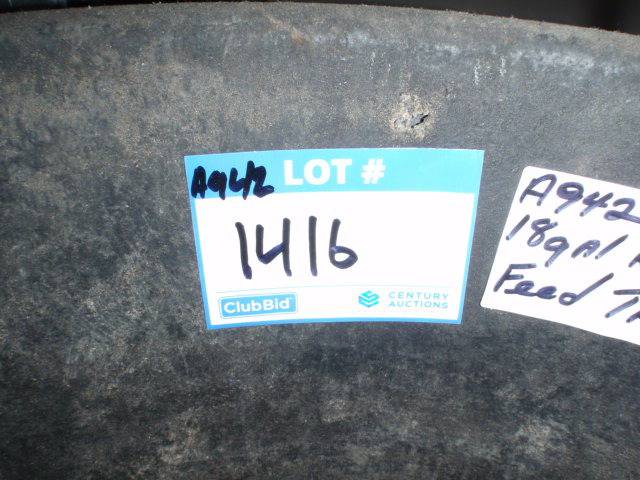 A942 LOT #
1416
ClubBid
CENTURY
AUCTIONS
A942
18gal
Feed